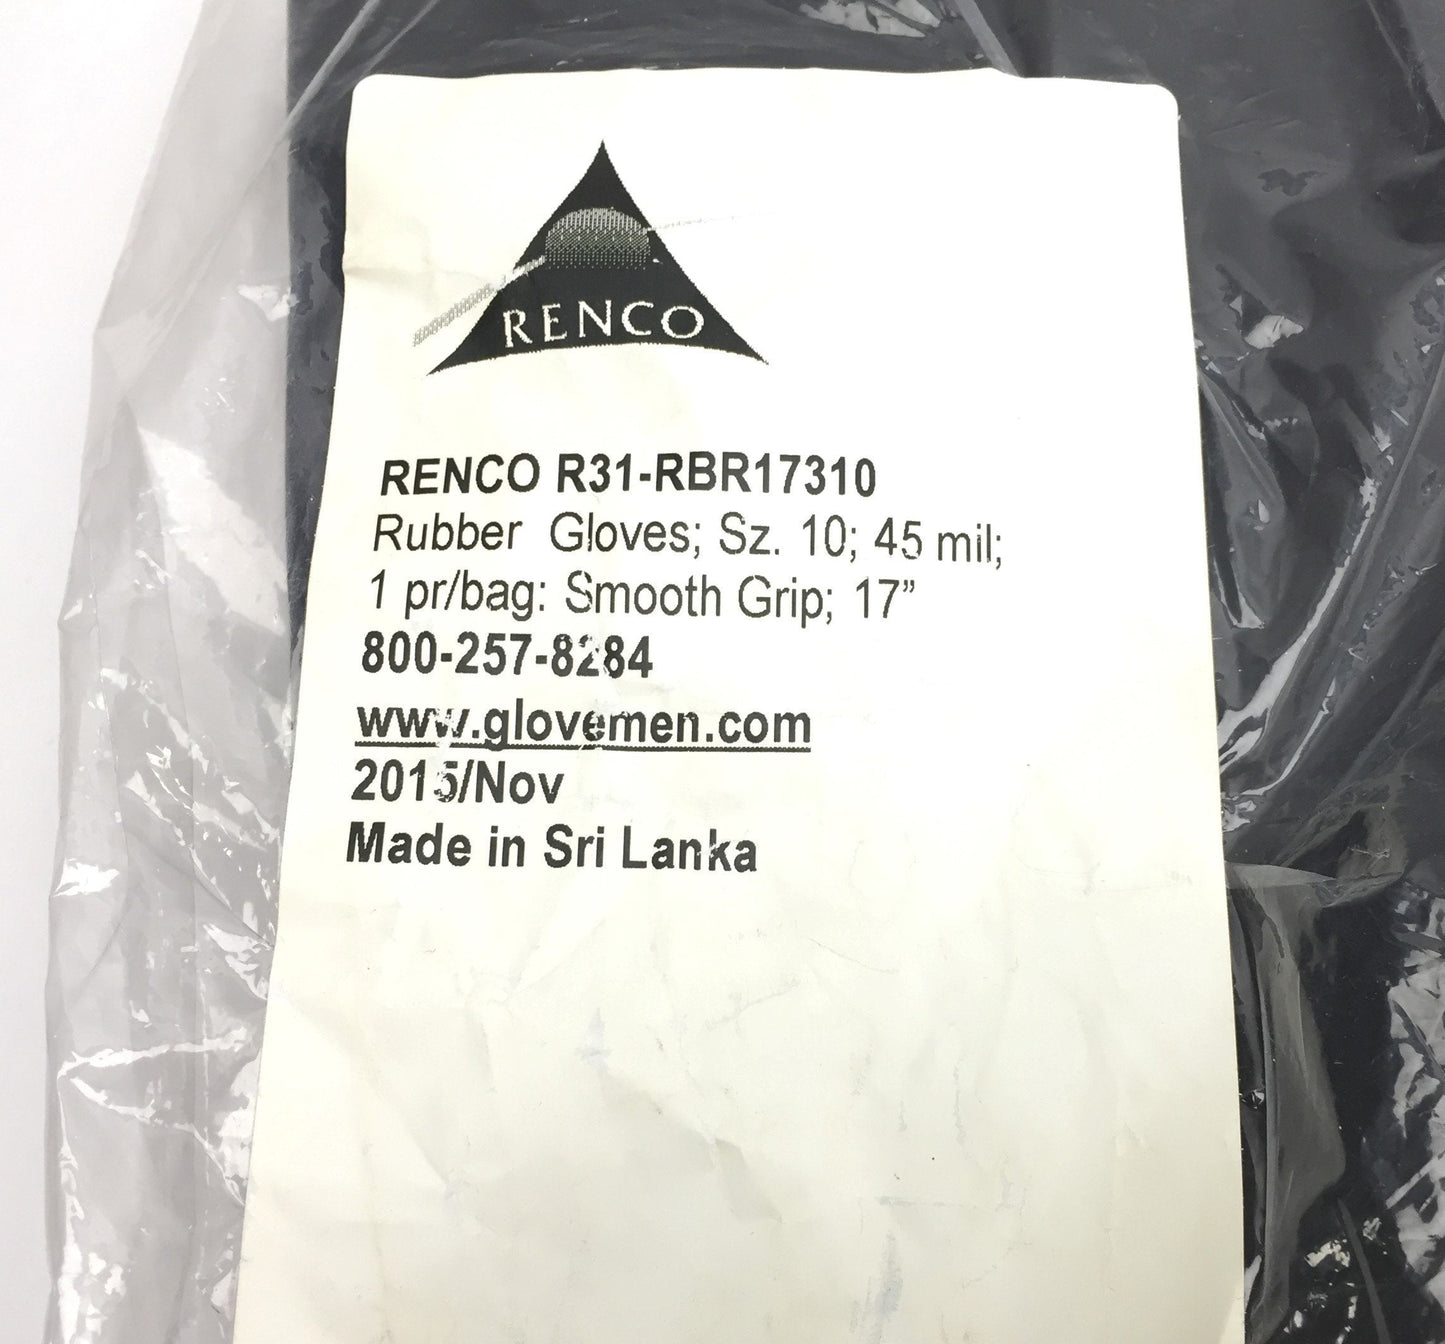 RENCO
RENCO R31-RBR17310
Rubber Gloves; Sz. 10; 45 mil;
1 pr/bag: Smooth Grip; 17”
800-257-8284
www.glovemen.com
2015/Nov
Made in Sri Lanka